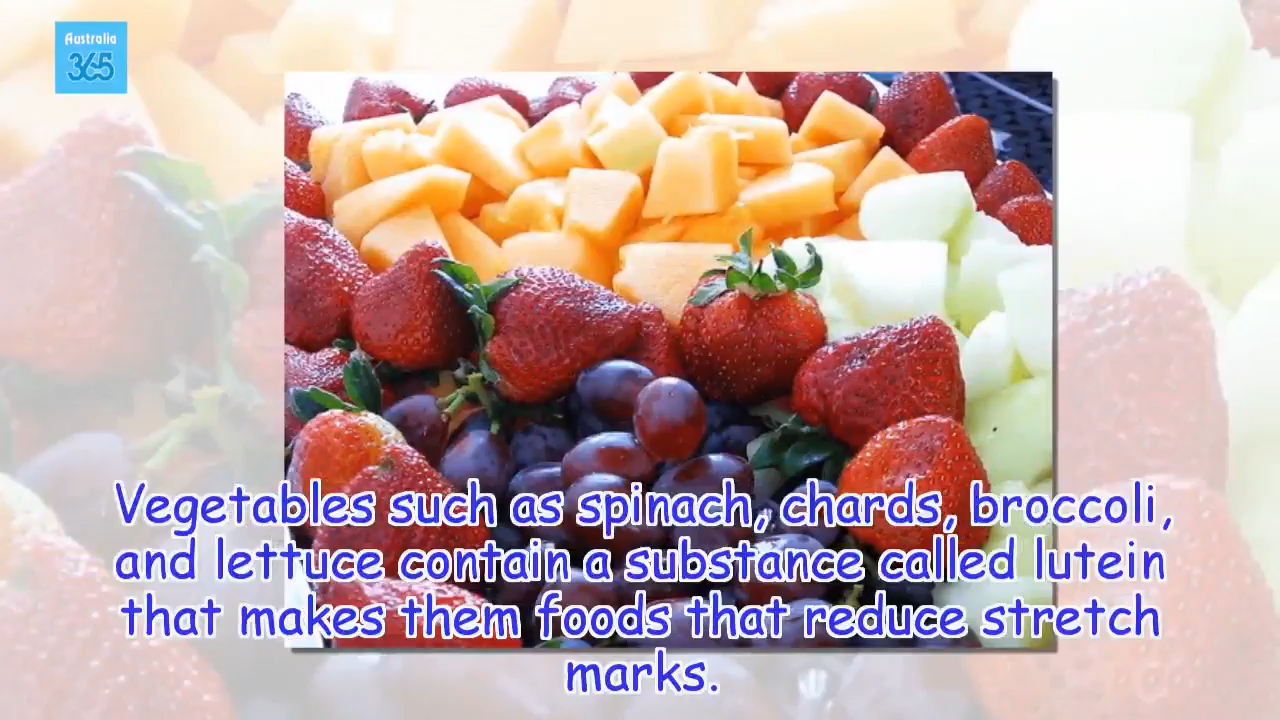 Australia
365
Vegetables such as spinach, chards, broccoli,
and lettuce contain a substance called lutein
that makes them foods that reduce stretch
marks.